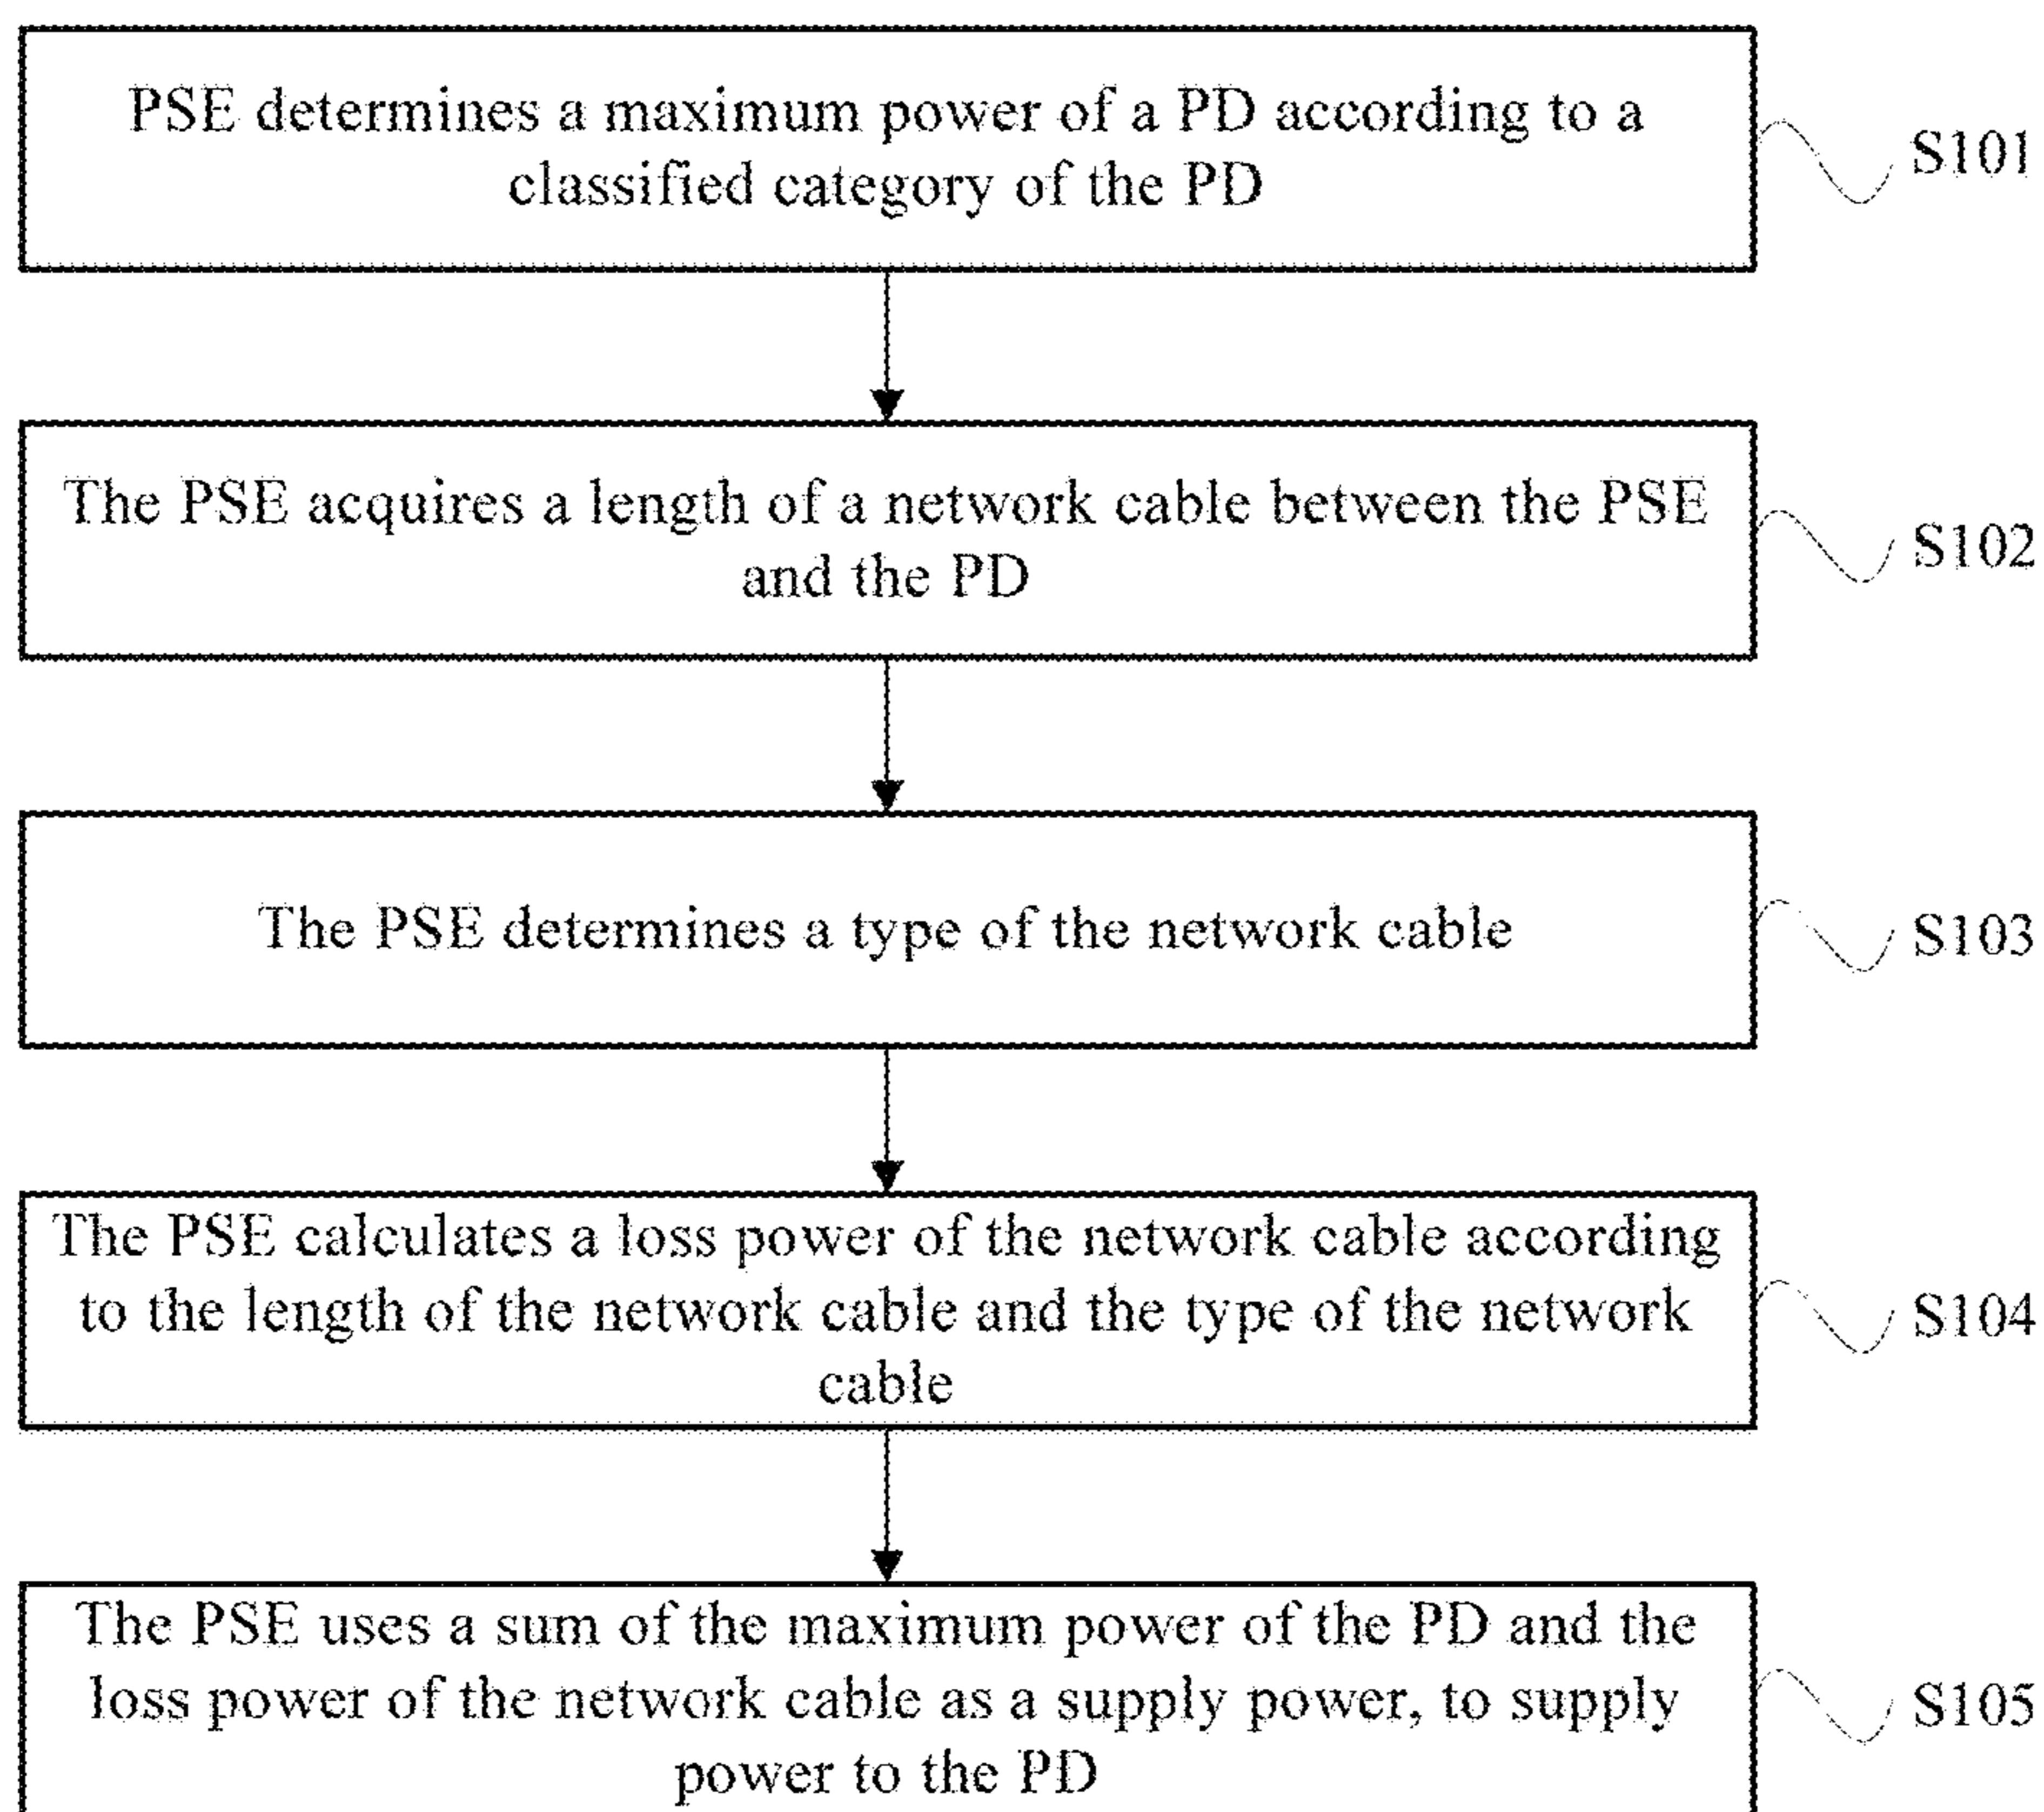 PSE determines a maximum power of a PD according to a
classified category of the PD
S101
The PSE acquires a length of a network cable between the PSE
and the PD
S102
The PSE determines a type of the network cable
S103
The PSE calculates a loss power of the network cable according
to the length of the network cable and the type of the network
cable
S104
The PSE uses a sum of the maximum power of the PD and the
loss power of the network cable as a supply power, to supply
power to the PD
S105